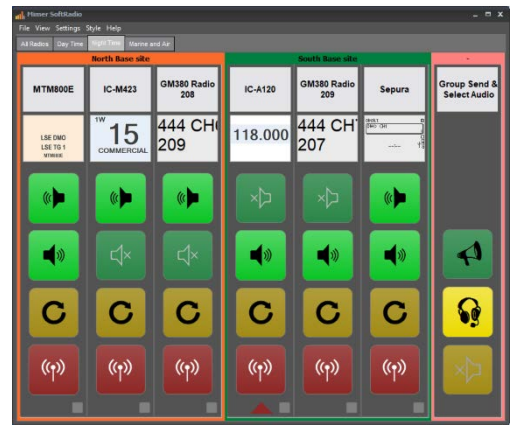 Mimer SoftRadio
File View Settings Style Help
All Radios Day Time Night Time Marine and Air
North Base site
South Base site
-
MTM800E
IC-M423
GM380 Radio
208
IC-A120
GM380 Radio
209
Sepura
Group Send &
Select Audio
LSE DMO
LSE TG 1
MTM800E
1W
15
COMMERCIAL
444 CH
209
118.000
444 CH
207
DMO